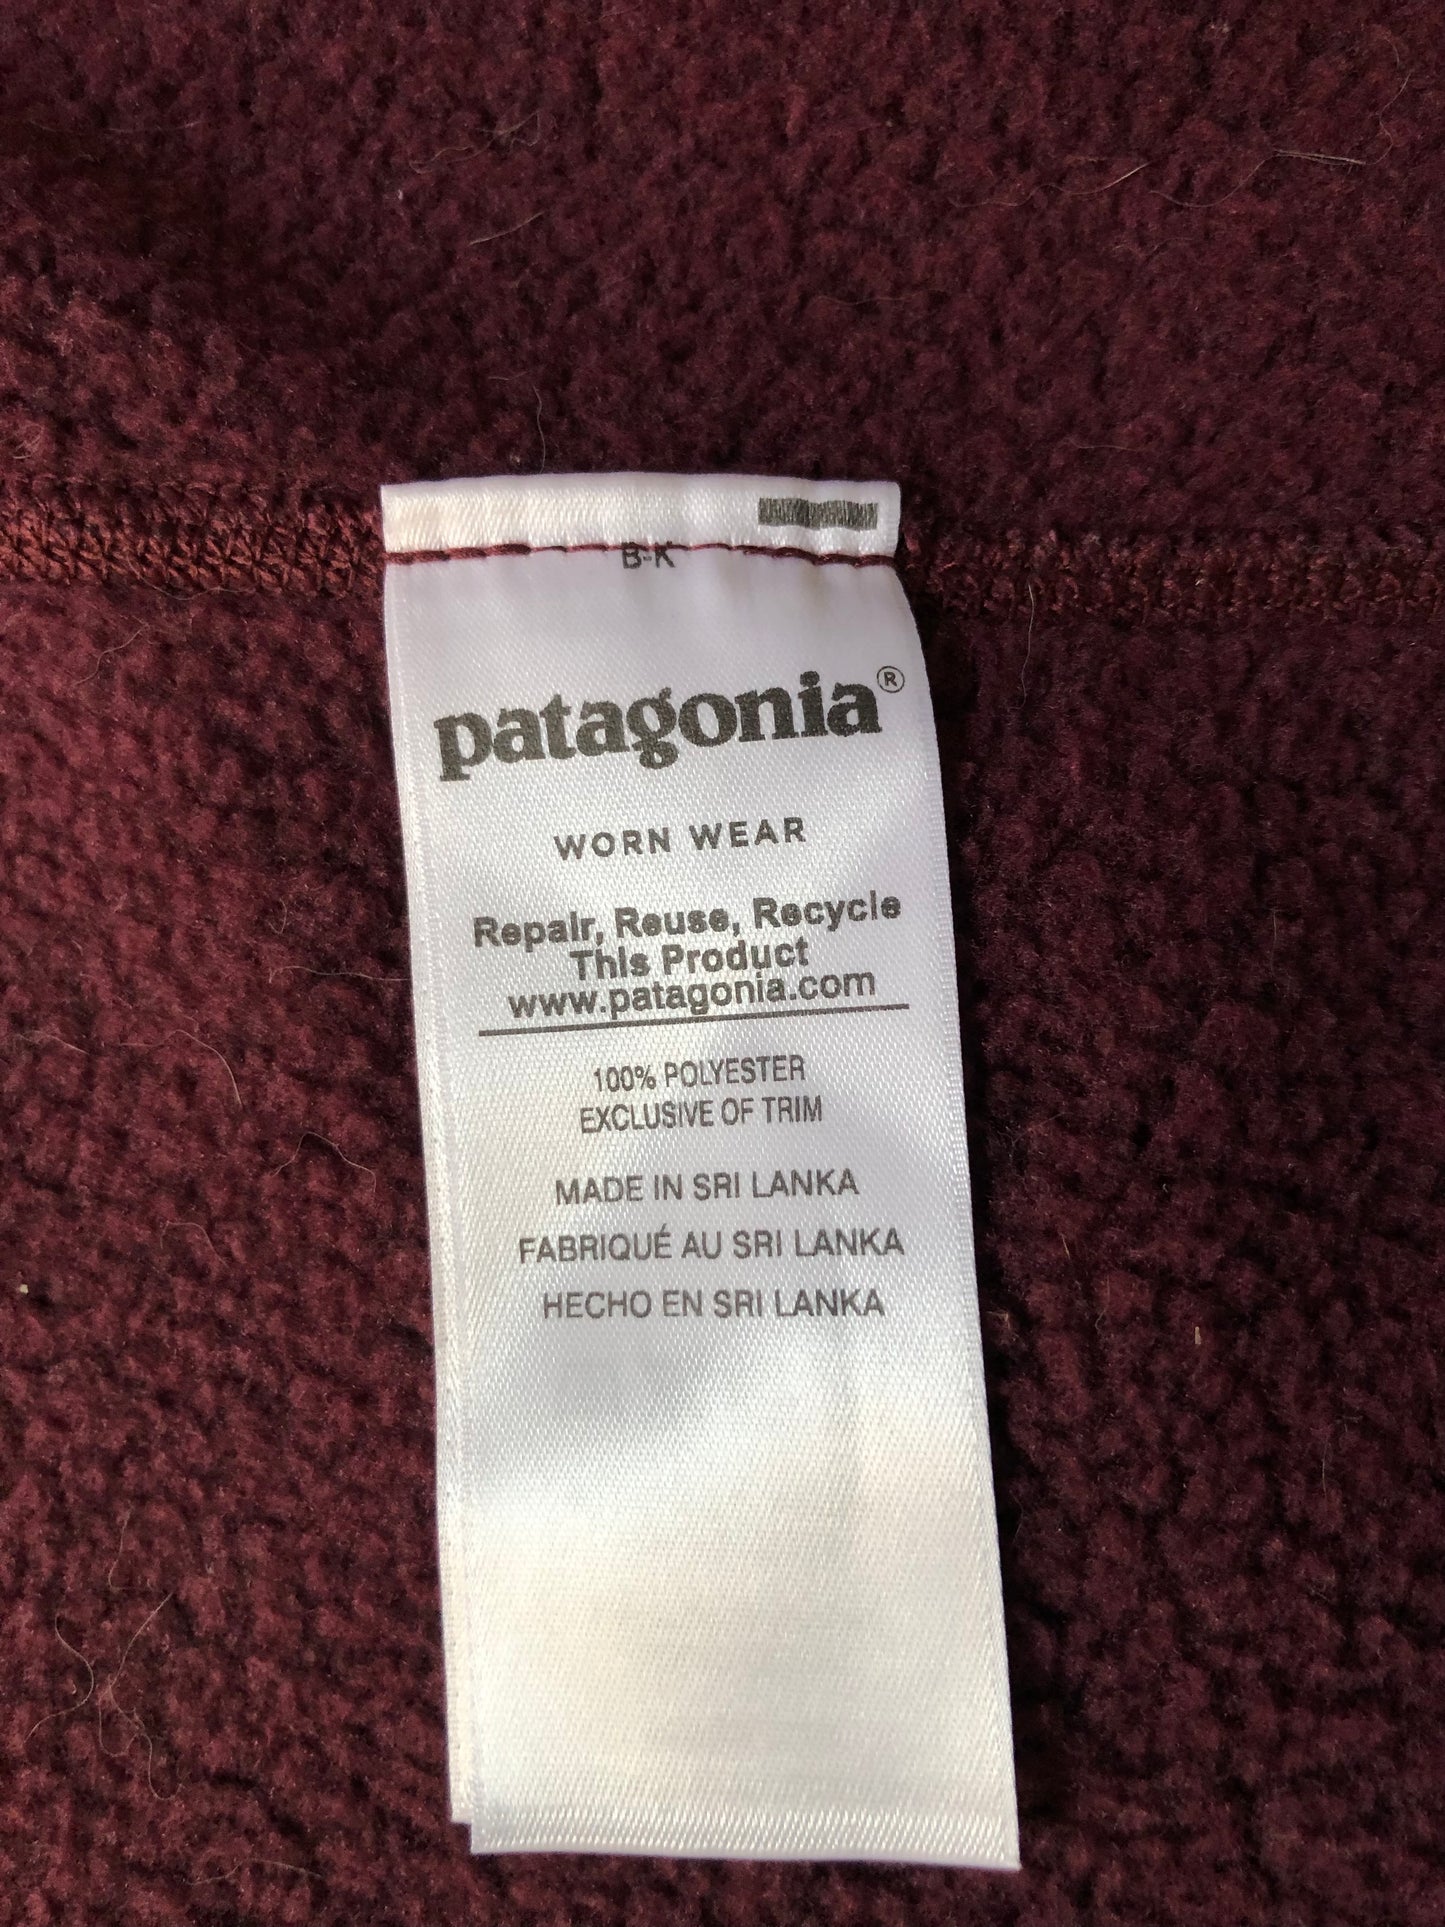 B-K
patagonia®
WORN WEAR
Repair, Reuse, Recycle
This Product
www.patagonia.com
100% POLYESTER
EXCLUSIVE OF TRIM
MADE IN SRI LANKA
FABRIQUÉ AU SRI LANKA
HECHO EN SRI LANKA